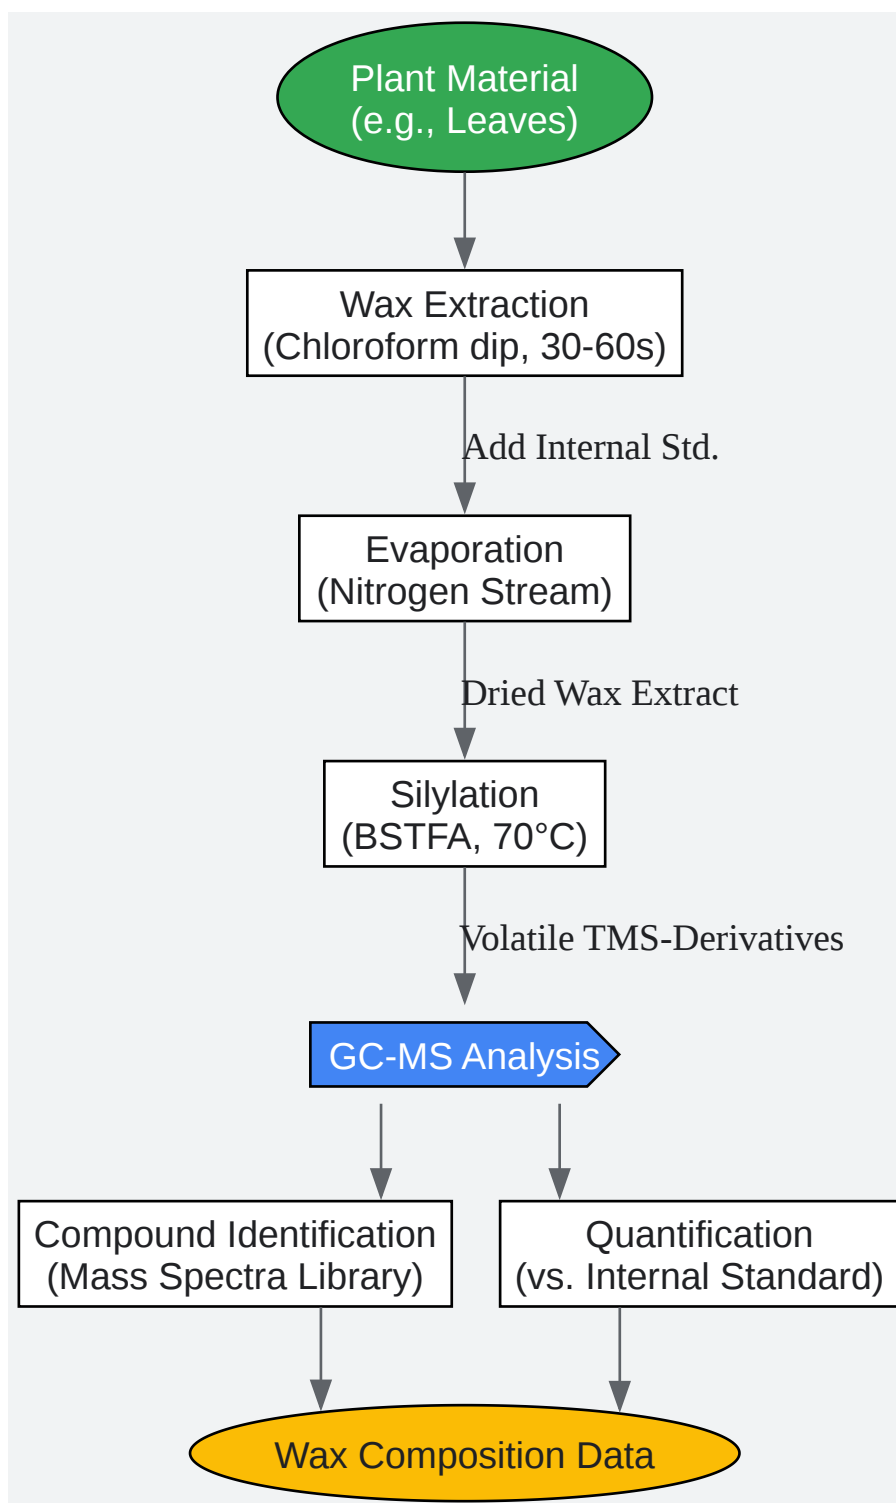 Plant Material
(e.g., Leaves)
Wax Extraction
(Chloroform dip, 30-60s)
Add Internal Std.
Evaporation
(Nitrogen Stream)
Dried Wax Extract
Silylation
(BSTFA, 70°C)
Volatile TMS-Derivatives
GC-MS Analysis
Compound Identification
(Mass Spectra Library)
Quantification
(vs. Internal Standard)
Wax Composition Data